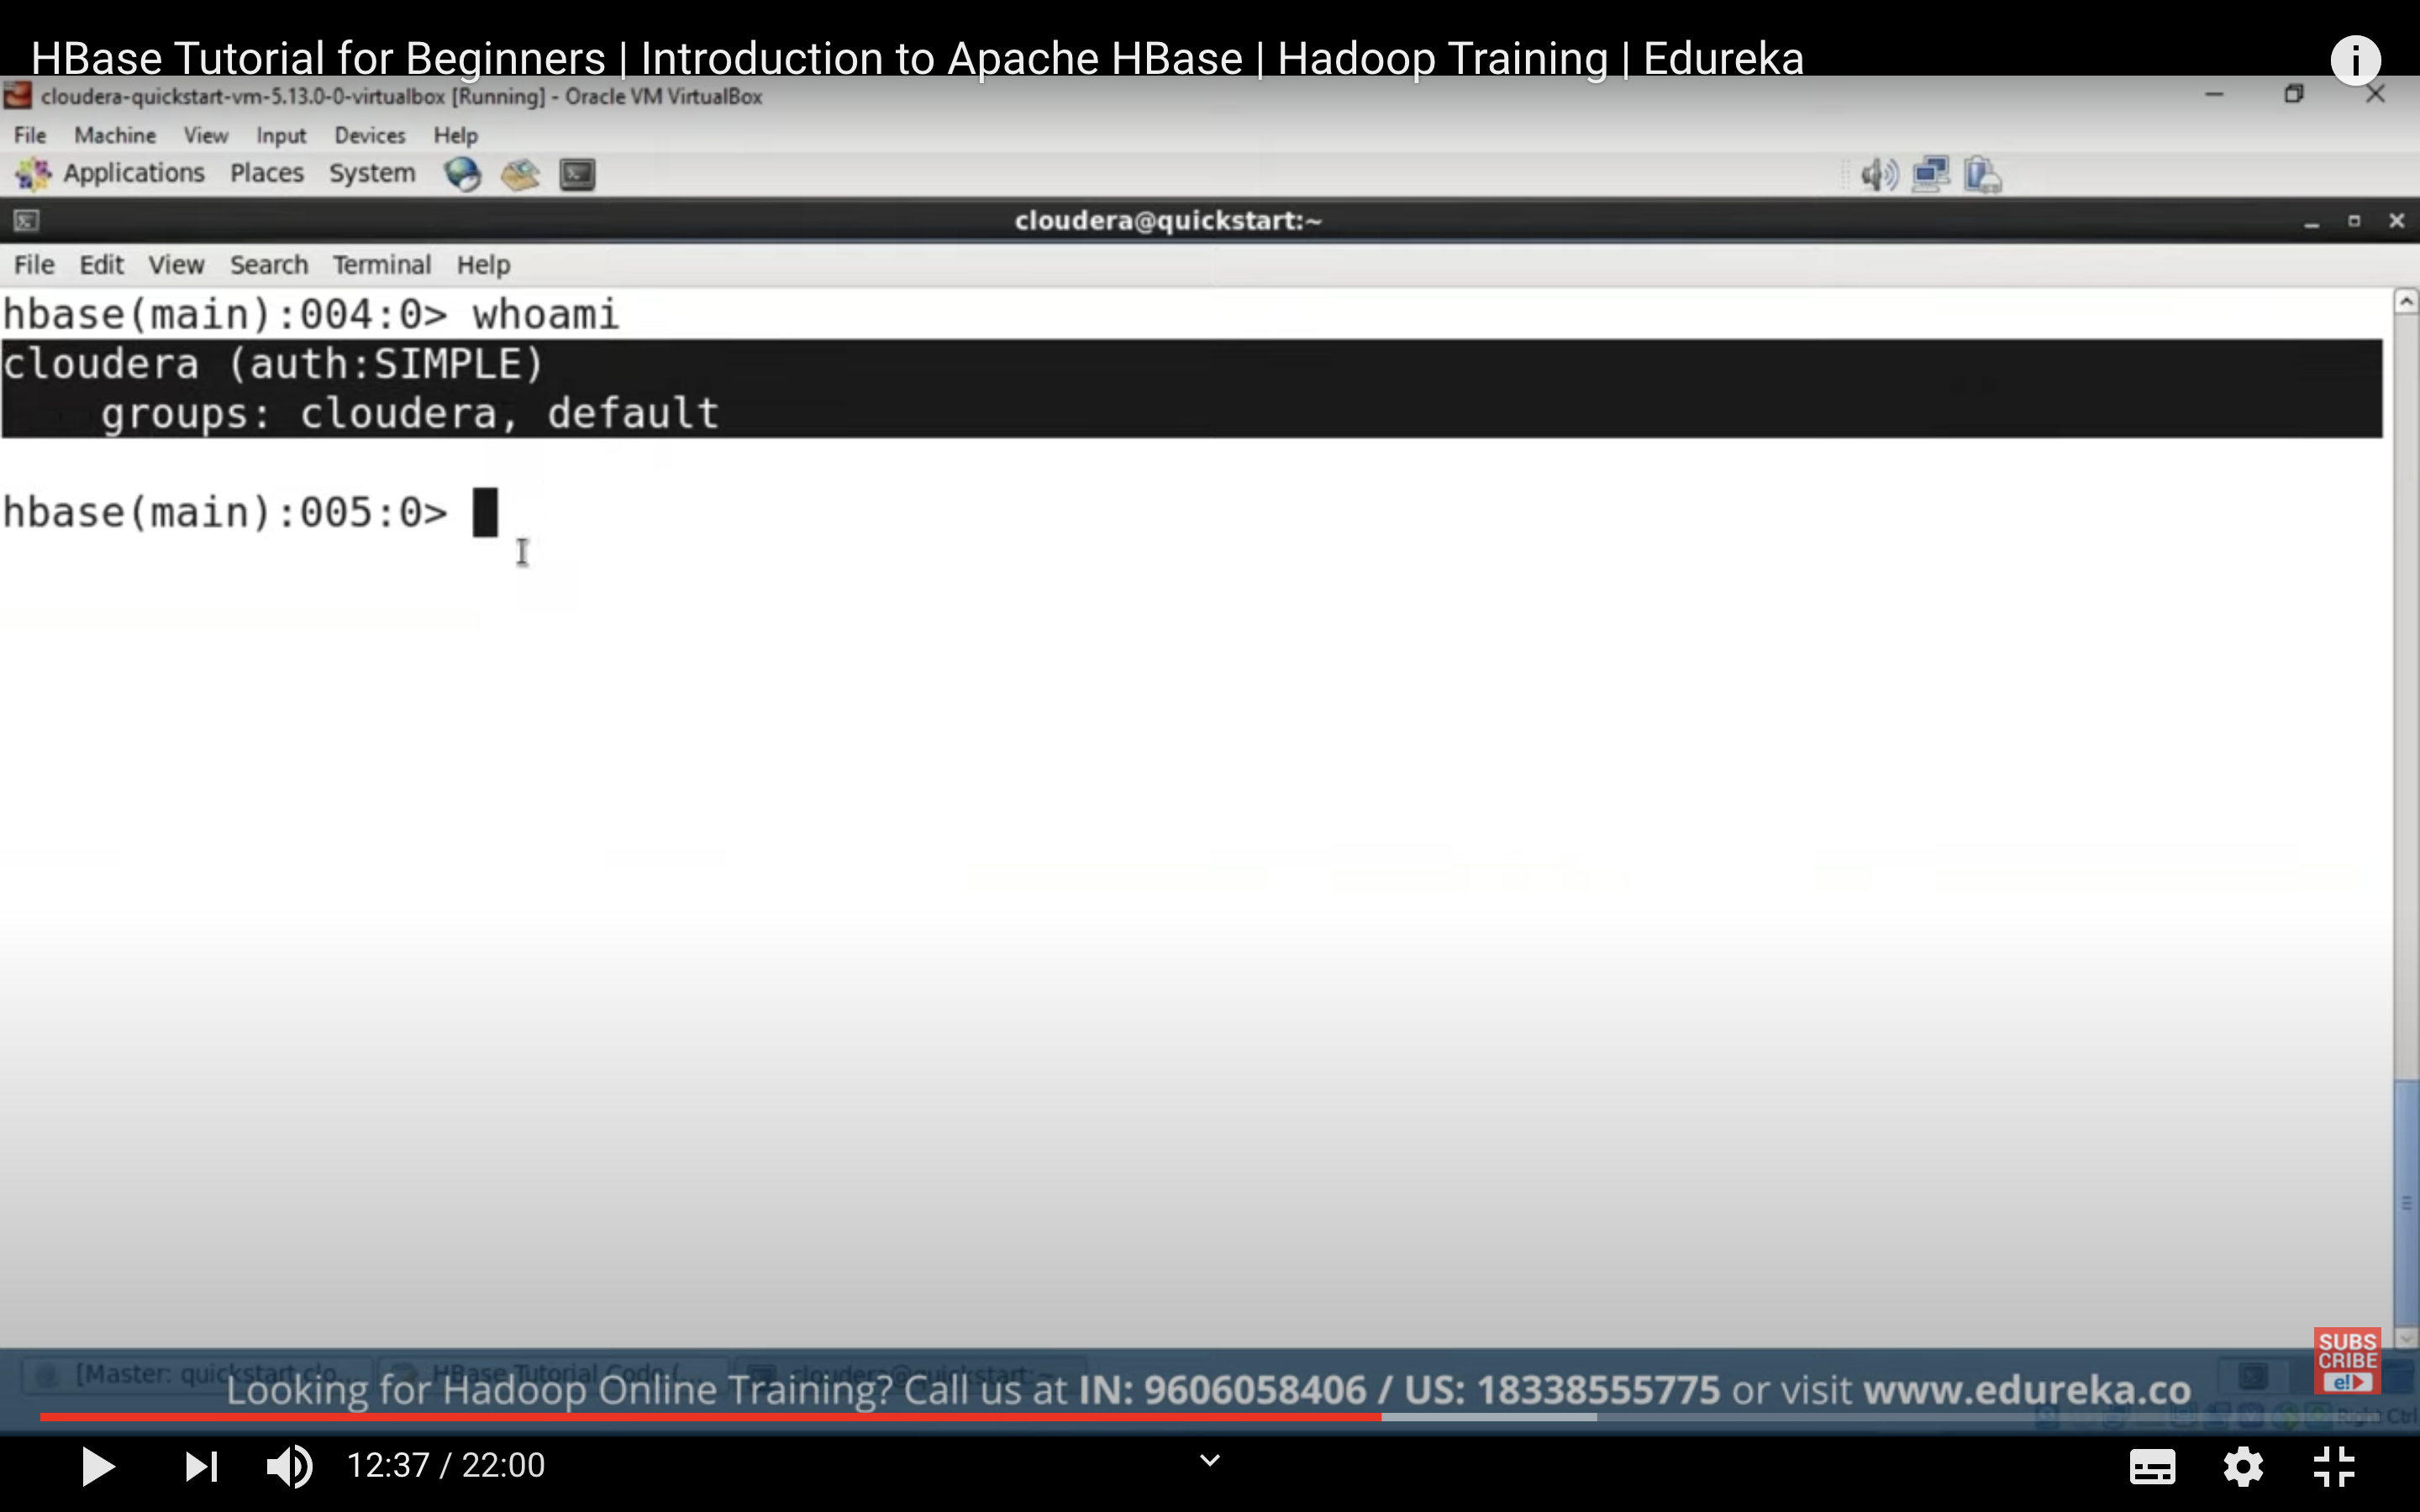 HBase Tutorial for Beginners | Introduction to Apache HBase | Hadoop Training | Edureka
i
cloudera-quickstart-vm-5.13.0-0-virtualbox [Running] - Oracle VM VirtualBox
File Machine View Input Devices Help
Applications Places System
cloudera@quickstart:~
File Edit View Search Terminal Help
hbase(main):004:0> whoami
cloudera (auth:SIMPLE)
    groups: cloudera, default
hbase(main):005:0>
SUBS
CRIBE
e!
[Master: quickstart.clo... HBase Tutorial Code (... cloudera@quickstart:~
Looking for Hadoop Online Training? Call us at IN: 9606058406 / US: 18338555775 or visit www.edureka.co
Right Ctrl
12:37 / 22:00